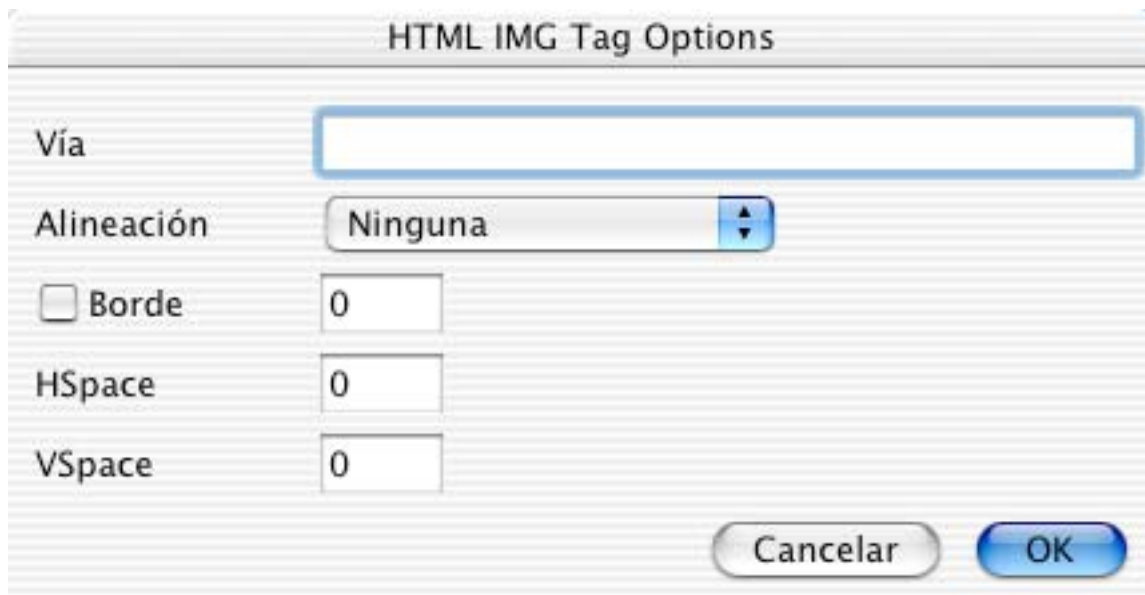 HTML IMG Tag Options
Vía
Alineación Ninguna
Borde 0
HSpace 0
VSpace 0
Cancelar OK